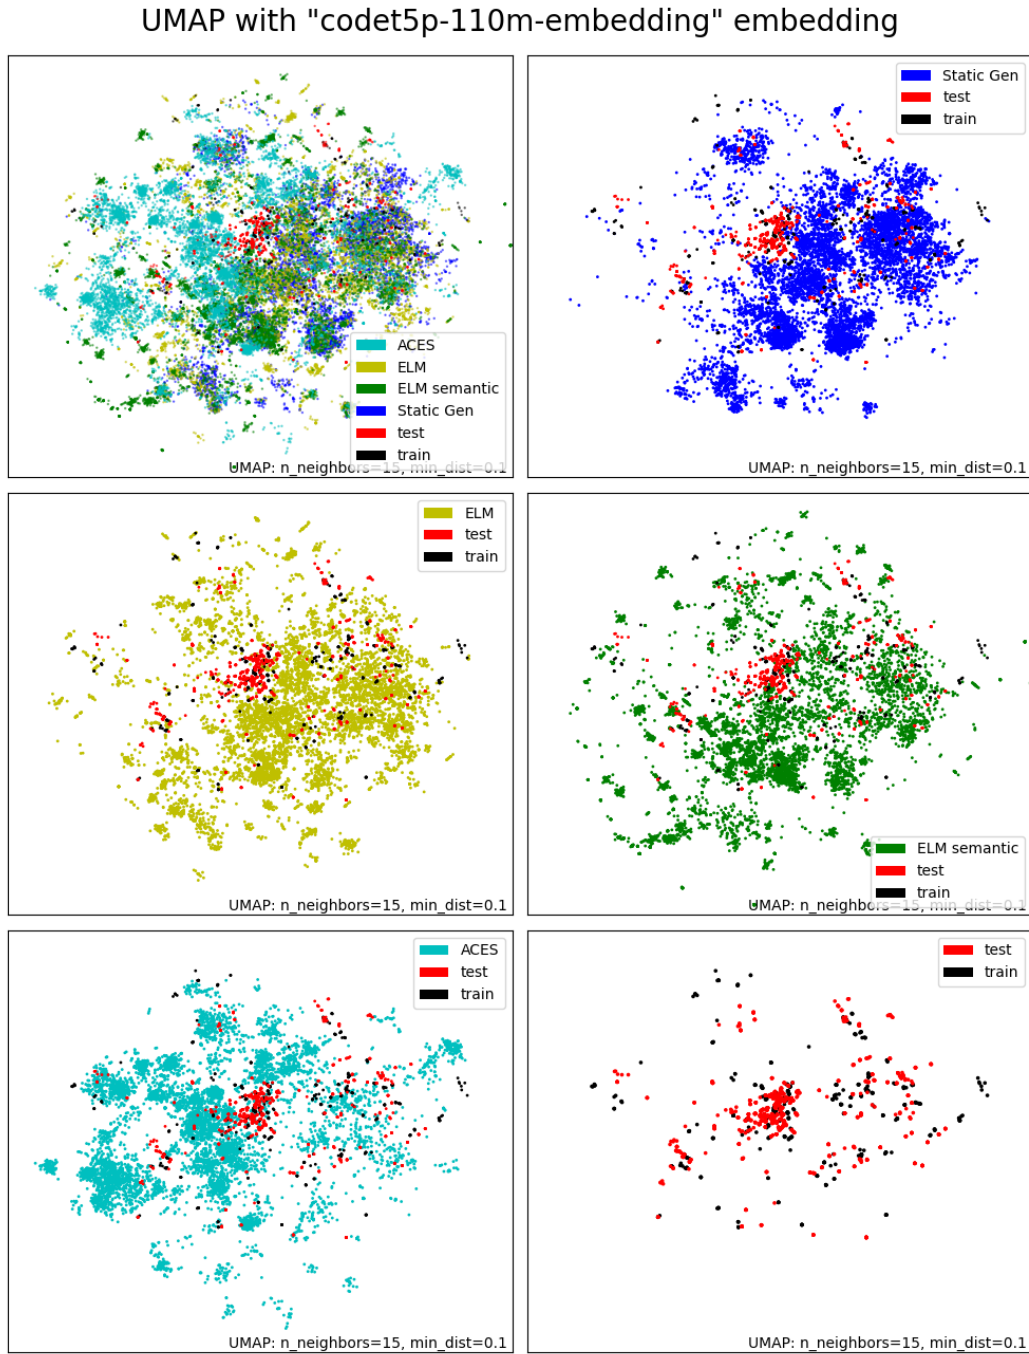 UMAP with "codet5p-110m-embedding" embedding
ACES
ELM
ELM semantic
Static Gen
test
train
UMAP: n_neighbors=15, min_dist=0.1
Static Gen
test
train
UMAP: n_neighbors=15, min_dist=0.1
ELM
test
train
UMAP: n_neighbors=15, min_dist=0.1
ELM semantic
test
train
UMAP: n_neighbors=15, min_dist=0.1
ACES
test
train
UMAP: n_neighbors=15, min_dist=0.1
test
train
UMAP: n_neighbors=15, min_dist=0.1